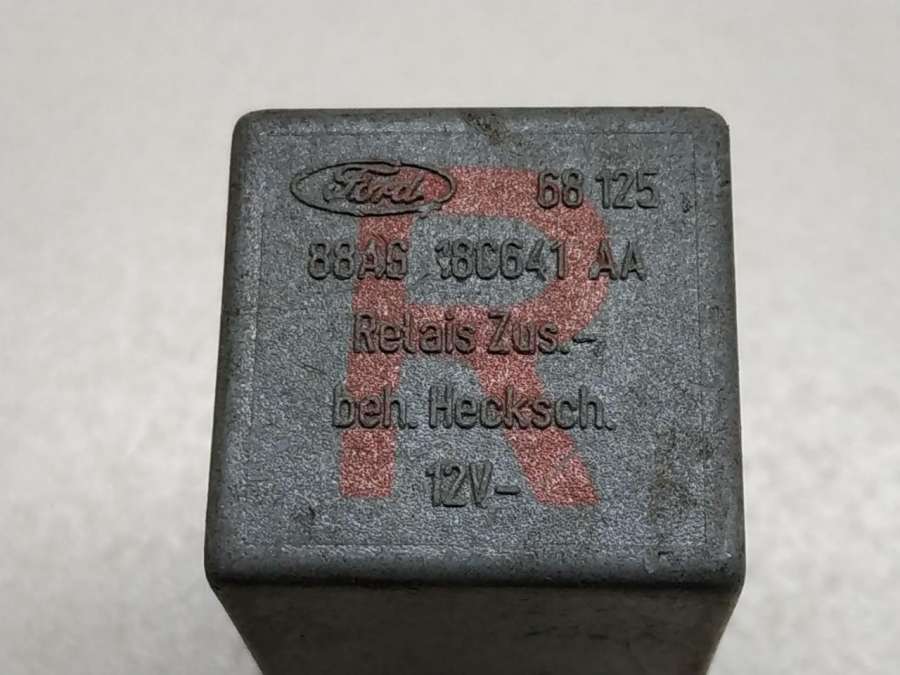 Ford 68 125
88AG 18C641 AA
Relais Zus.-
beh. Hecksch.
12V-
R